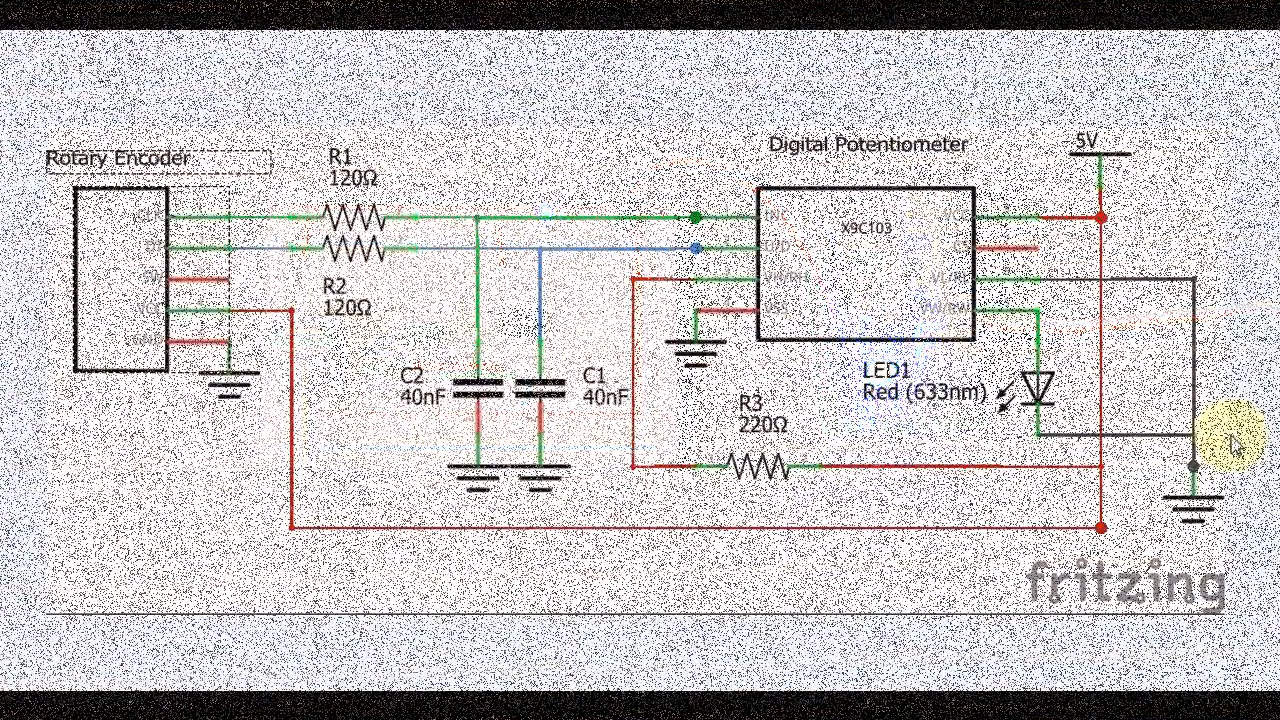 Rotary Encoder
R1
120Ω
R2
120Ω
C2
40nF
C1
40nF
Digital Potentiometer
X9C103
5V
LED1
Red (633nm)
R3
220Ω
fritzing